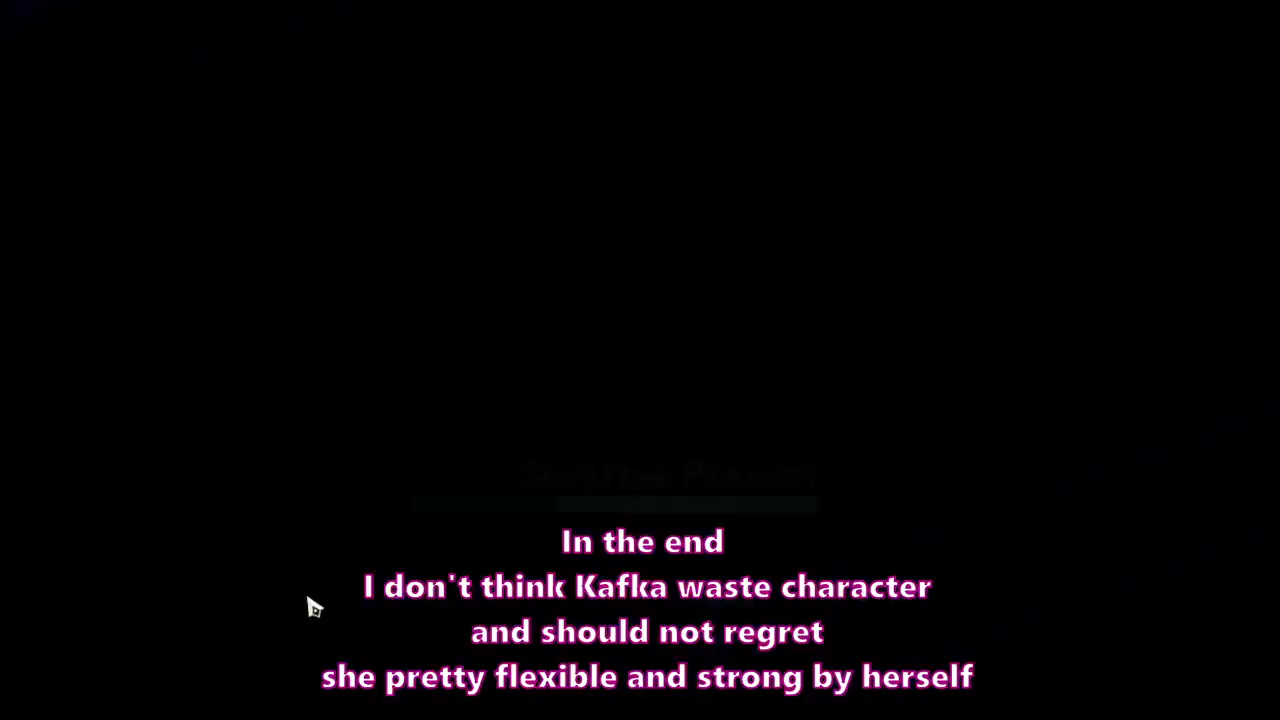 In the end
I don't think Kafka waste character
and should not regret
she pretty flexible and strong by herself